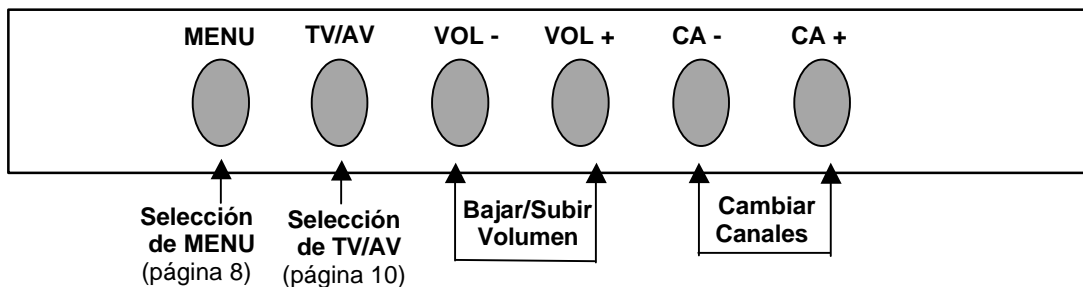 MENU TV/AV VOL - VOL + CA - CA +
Selección
de MENU
(página 8)
Selección
de TV/AV
(página 10)
Bajar/Subir
Volumen
Cambiar
Canales